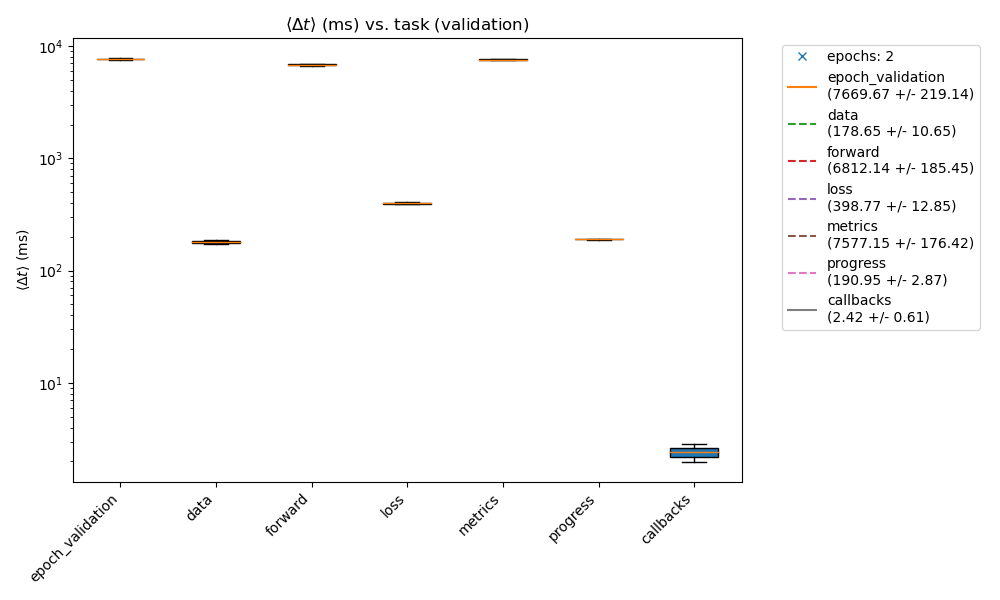 ⟨Δt⟩ (ms) vs. task (validation)
⟨Δt⟩ (ms)
10⁴
10³
10²
10¹
epoch_validation
data
forward
loss
metrics
progress
callbacks
epochs: 2
epoch_validation
(7669.67 +/- 219.14)
data
(178.65 +/- 10.65)
forward
(6812.14 +/- 185.45)
loss
(398.77 +/- 12.85)
metrics
(7577.15 +/- 176.42)
progress
(190.95 +/- 2.87)
callbacks
(2.42 +/- 0.61)